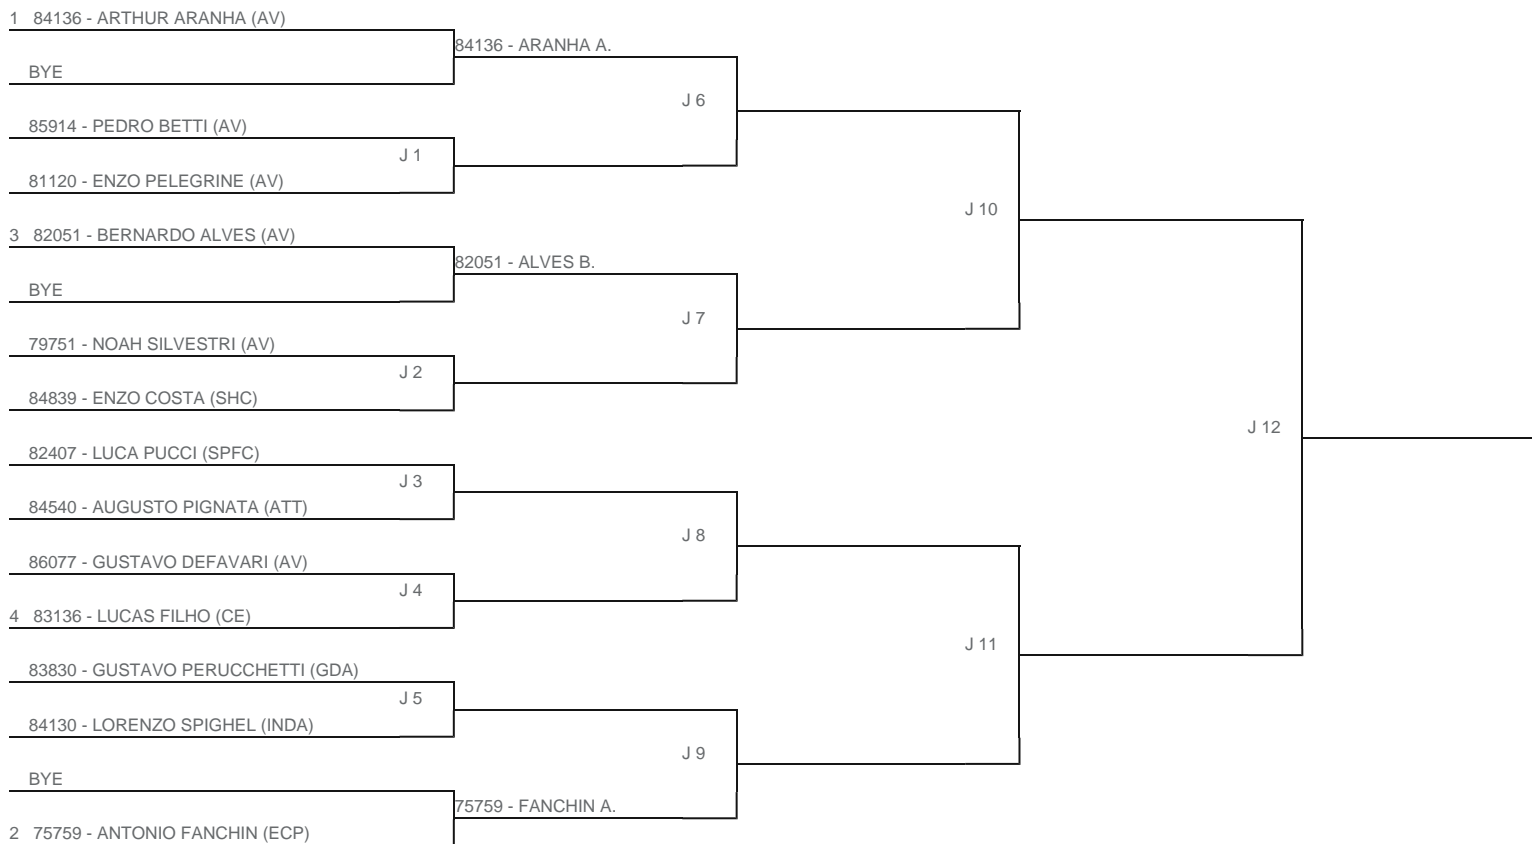 1 84136 - ARTHUR ARANHA (AV)
84136 - ARANHA A.
BYE
J 6
85914 - PEDRO BETTI (AV)
J 1
81120 - ENZO PELEGRINE (AV)
J 10
3 82051 - BERNARDO ALVES (AV)
82051 - ALVES B.
BYE
J 7
79751 - NOAH SILVESTRI (AV)
J 2
84839 - ENZO COSTA (SHC)
J 12
82407 - LUCA PUCCI (SPFC)
J 3
84540 - AUGUSTO PIGNATA (ATT)
J 8
86077 - GUSTAVO DEFAVARI (AV)
J 4
4 83136 - LUCAS FILHO (CE)
J 11
83830 - GUSTAVO PERUCCHETTI (GDA)
J 5
84130 - LORENZO SPIGHEL (INDA)
J 9
BYE
75759 - FANCHIN A.
2 75759 - ANTONIO FANCHIN (ECP)